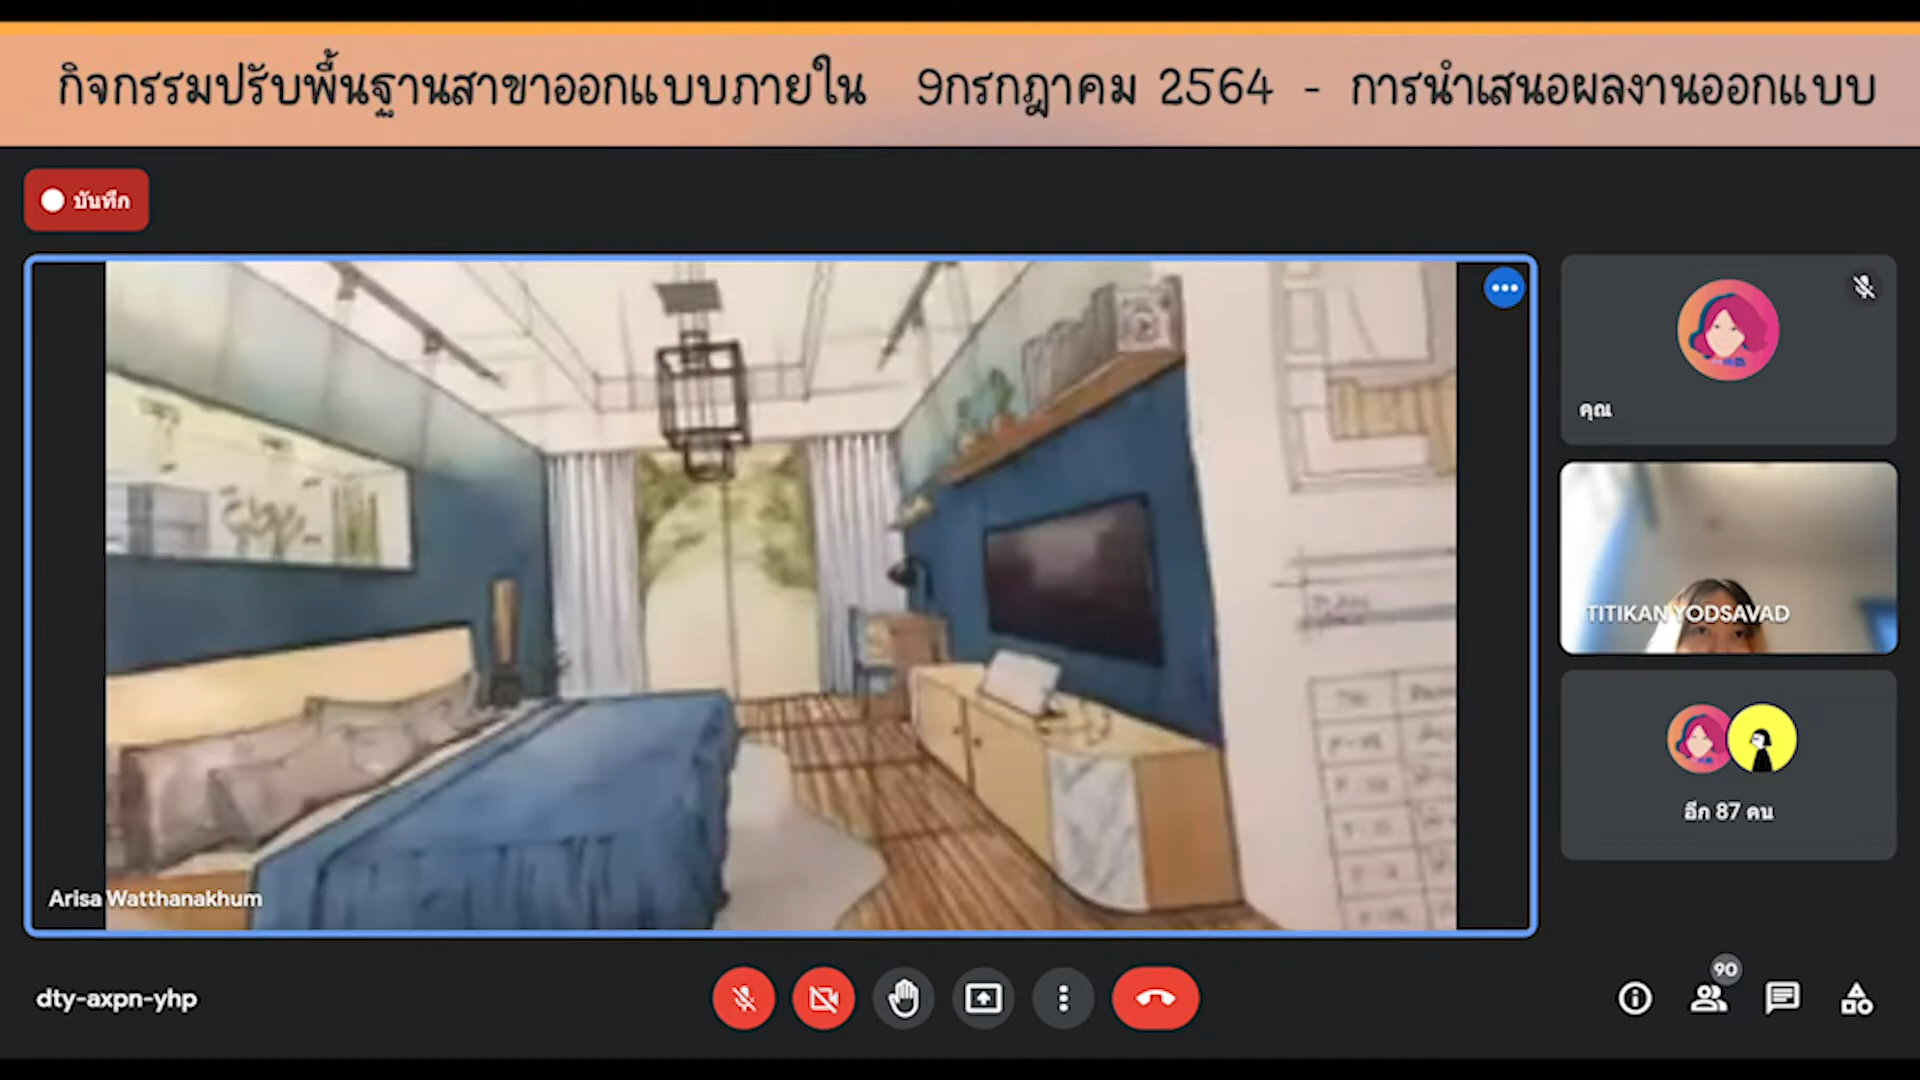 กิจกรรมปรับพื้นฐานสาขาออกแบบภายใน 9กรกฎาคม 2564 - การนำเสนอผลงานออกแบบ
บันทึก
คุณ
TITIKAN YODSAVAD
อีก 87 คน
Arisa Watthanakhum
dty-axpn-yhp
90